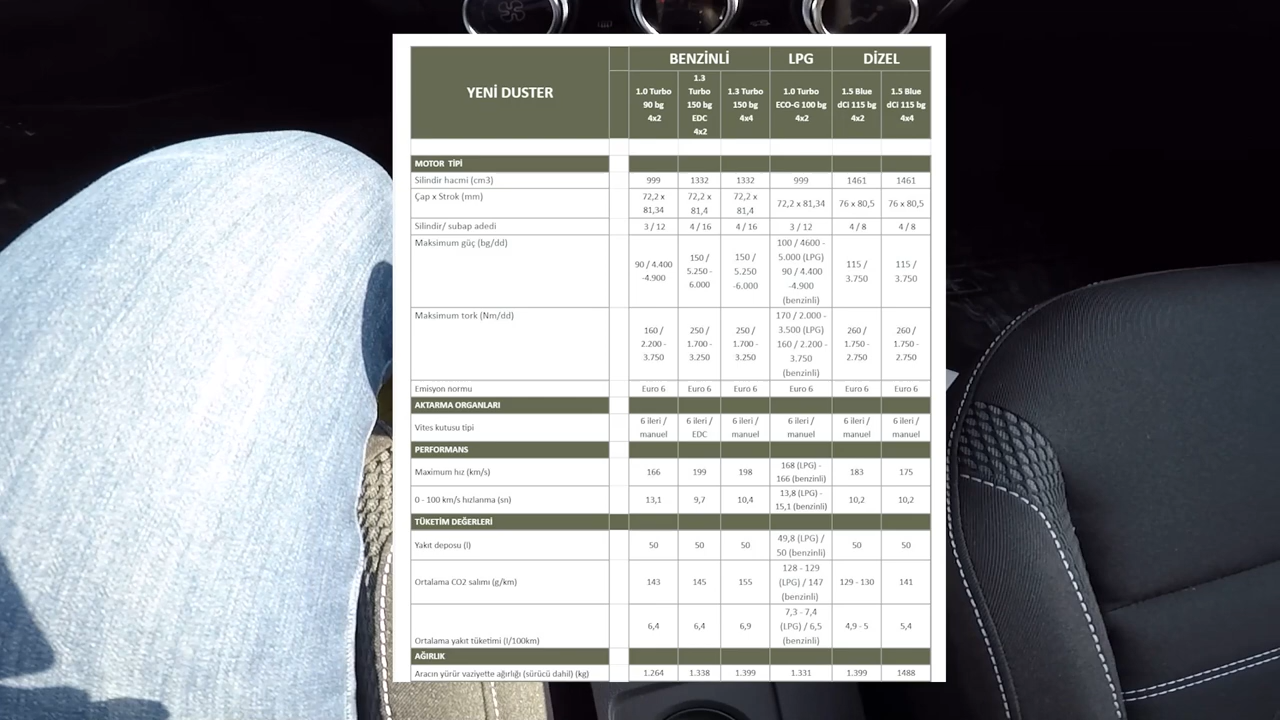 BENZİNLİ LPG DİZEL
YENİ DUSTER
1.0 Turbo 90 bg 4x2
1.3 Turbo 150 bg EDC 4x2
1.3 Turbo 150 bg 4x4
1.0 Turbo ECO-G 100 bg 4x2
1.5 Blue dCi 115 bg 4x2
1.5 Blue dCi 115 bg 4x4
MOTOR TİPİ
Silindir hacmi (cm3) 999 1332 1332 999 1461 1461
Çap x Strok (mm) 72,2 x 81,34 72,2 x 81,4 72,2 x 81,4 72,2 x 81,34 76 x 80,5 76 x 80,5
Silindir/ subap adedi 3 / 12 4 / 16 4 / 16 3 / 12 4 / 8 4 / 8
Maksimum güç (bg/dd) 90 / 4.400 -4.900 150 / 5.250 - 6.000 150 / 5.250 -6.000 100 / 4600 - 5.000 (LPG) 90 / 4.400 -4.900 (benzinli) 115 / 3.750 115 / 3.750
Maksimum tork (Nm/dd) 160 / 2.200 - 3.750 250 / 1.700 - 3.250 250 / 1.700 - 3.250 170 / 2.000 - 3.500 (LPG) 160 / 2.200 - 3.750 (benzinli) 260 / 1.750 - 2.750 260 / 1.750 - 2.750
Emisyon normu Euro 6 Euro 6 Euro 6 Euro 6 Euro 6 Euro 6
AKTARMA ORGANLARI
Vites kutusu tipi 6 ileri / manuel 6 ileri / EDC 6 ileri / manuel 6 ileri / manuel 6 ileri / manuel 6 ileri / manuel
PERFORMANS
Maximum hız (km/s) 166 199 198 168 (LPG) - 166 (benzinli) 183 175
0 - 100 km/s hızlanma (sn) 13,1 9,7 10,4 13,8 (LPG) - 15,1 (benzinli) 10,2 10,2
TÜKETİM DEĞERLERİ
Yakıt deposu (l) 50 50 50 49,8 (LPG) / 50 (benzinli) 50 50
Ortalama CO2 salımı (g/km) 143 145 155 128 - 129 (LPG) / 147 (benzinli) 129 - 130 141
Ortalama yakıt tüketimi (l/100km) 6,4 6,4 6,9 7,3 - 7,4 (LPG) / 6,5 (benzinli) 4,9 - 5 5,4
AĞIRLIK
Aracın yürür vaziyette ağırlığı (sürücü dahil) (kg) 1.264 1.338 1.399 1.331 1.399 1488